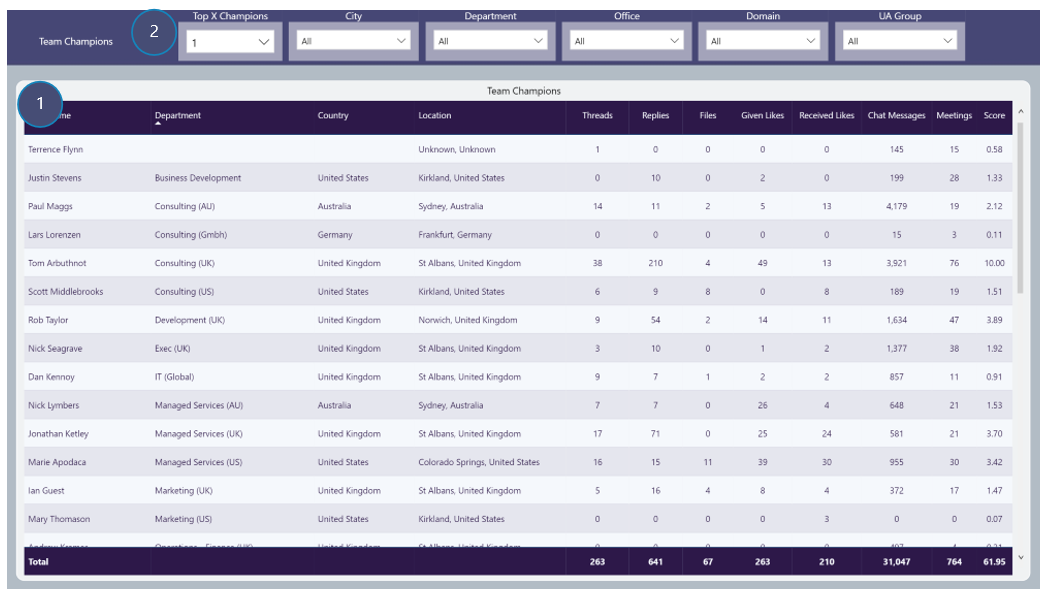 Top X Champions City Department Office Domain UA Group
Team Champions 2 1 All All All All All
Team Champions
1 me Department Country Location Threads Replies Files Given Likes Received Likes Chat Messages Meetings Score
Terrence Flynn Unknown, Unknown 1 0 0 0 0 145 15 0.58
Justin Stevens Business Development United States Kirkland, United States 0 10 0 2 0 199 28 1.33
Paul Maggs Consulting (AU) Australia Sydney, Australia 14 11 2 5 13 4,179 19 2.12
Lars Lorenzen Consulting (Gmbh) Germany Frankfurt, Germany 0 0 0 0 0 15 3 0.11
Tom Arbuthnot Consulting (UK) United Kingdom St Albans, United Kingdom 38 210 4 49 13 3,921 76 10.00
Scott Middlebrooks Consulting (US) United States Kirkland, United States 6 9 8 0 8 189 19 1.51
Rob Taylor Development (UK) United Kingdom Norwich, United Kingdom 9 54 2 14 11 1,634 47 3.89
Nick Seagrave Exec (UK) United Kingdom St Albans, United Kingdom 3 10 0 1 2 1,377 38 1.92
Dan Kennoy IT (Global) United Kingdom St Albans, United Kingdom 9 7 1 2 2 857 11 0.91
Nick Lymbers Managed Services (AU) Australia Sydney, Australia 7 7 0 26 4 648 21 1.53
Jonathan Ketley Managed Services (UK) United Kingdom St Albans, United Kingdom 17 71 0 25 24 581 21 3.70
Marie Apodaca Managed Services (US) United States Colorado Springs, United States 16 15 11 39 30 955 30 3.42
Ian Guest Marketing (UK) United Kingdom St Albans, United Kingdom 5 16 4 8 4 372 17 1.47
Mary Thomason Marketing (US) United States Kirkland, United States 0 0 0 0 3 0 0 0.07
Total 263 641 67 263 210 31,047 764 61.95